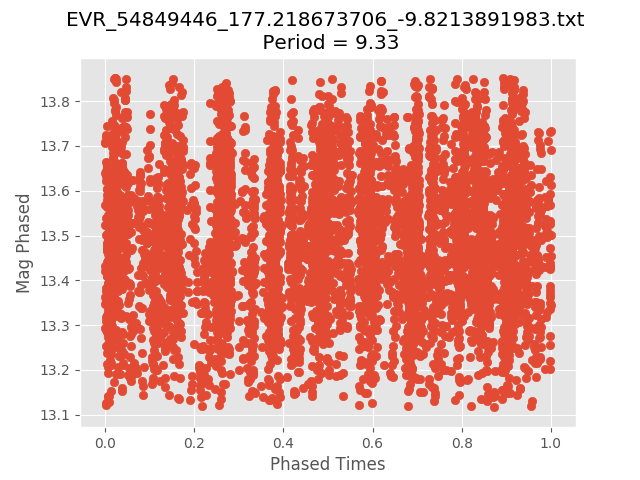 EVR_54849446_177.218673706_-9.8213891983.txt
Period = 9.33
13.8
13.7
13.6
13.5
13.4
13.3
13.2
13.1
Mag Phased
0.0 0.2 0.4 0.6 0.8 1.0
Phased Times